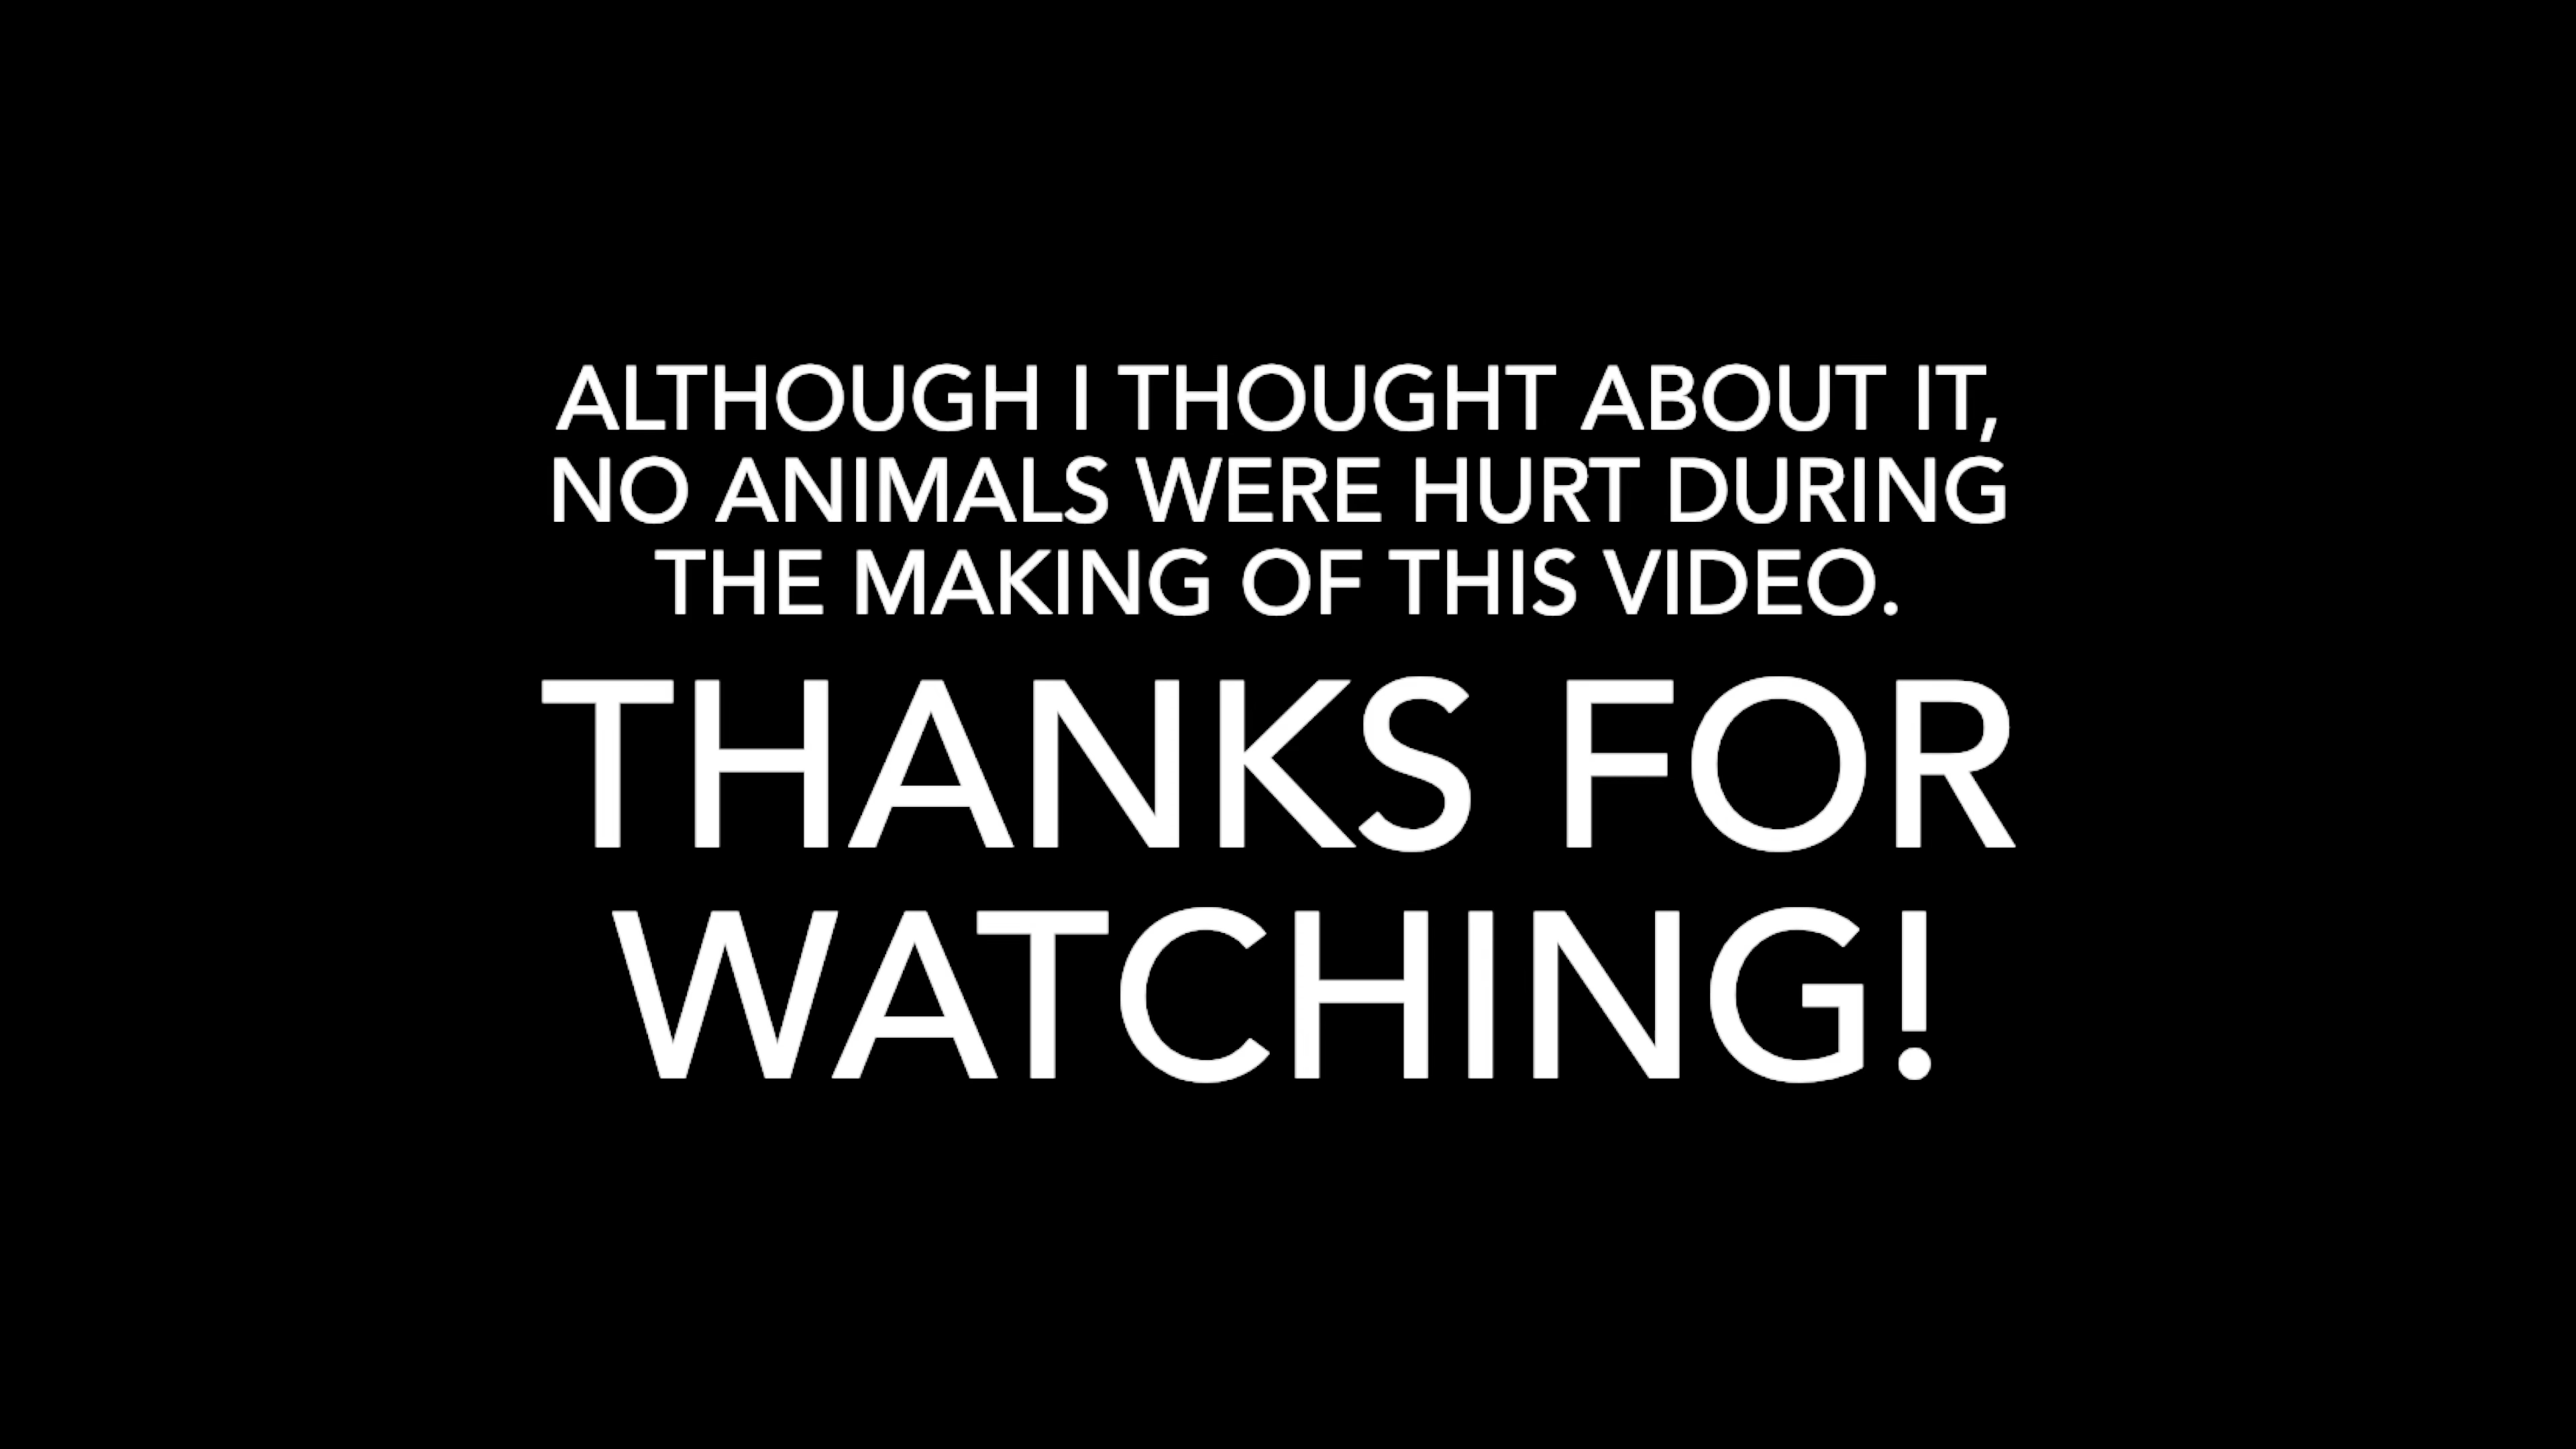 ALTHOUGH I THOUGHT ABOUT IT,
NO ANIMALS WERE HURT DURING
THE MAKING OF THIS VIDEO.
THANKS FOR
WATCHING!